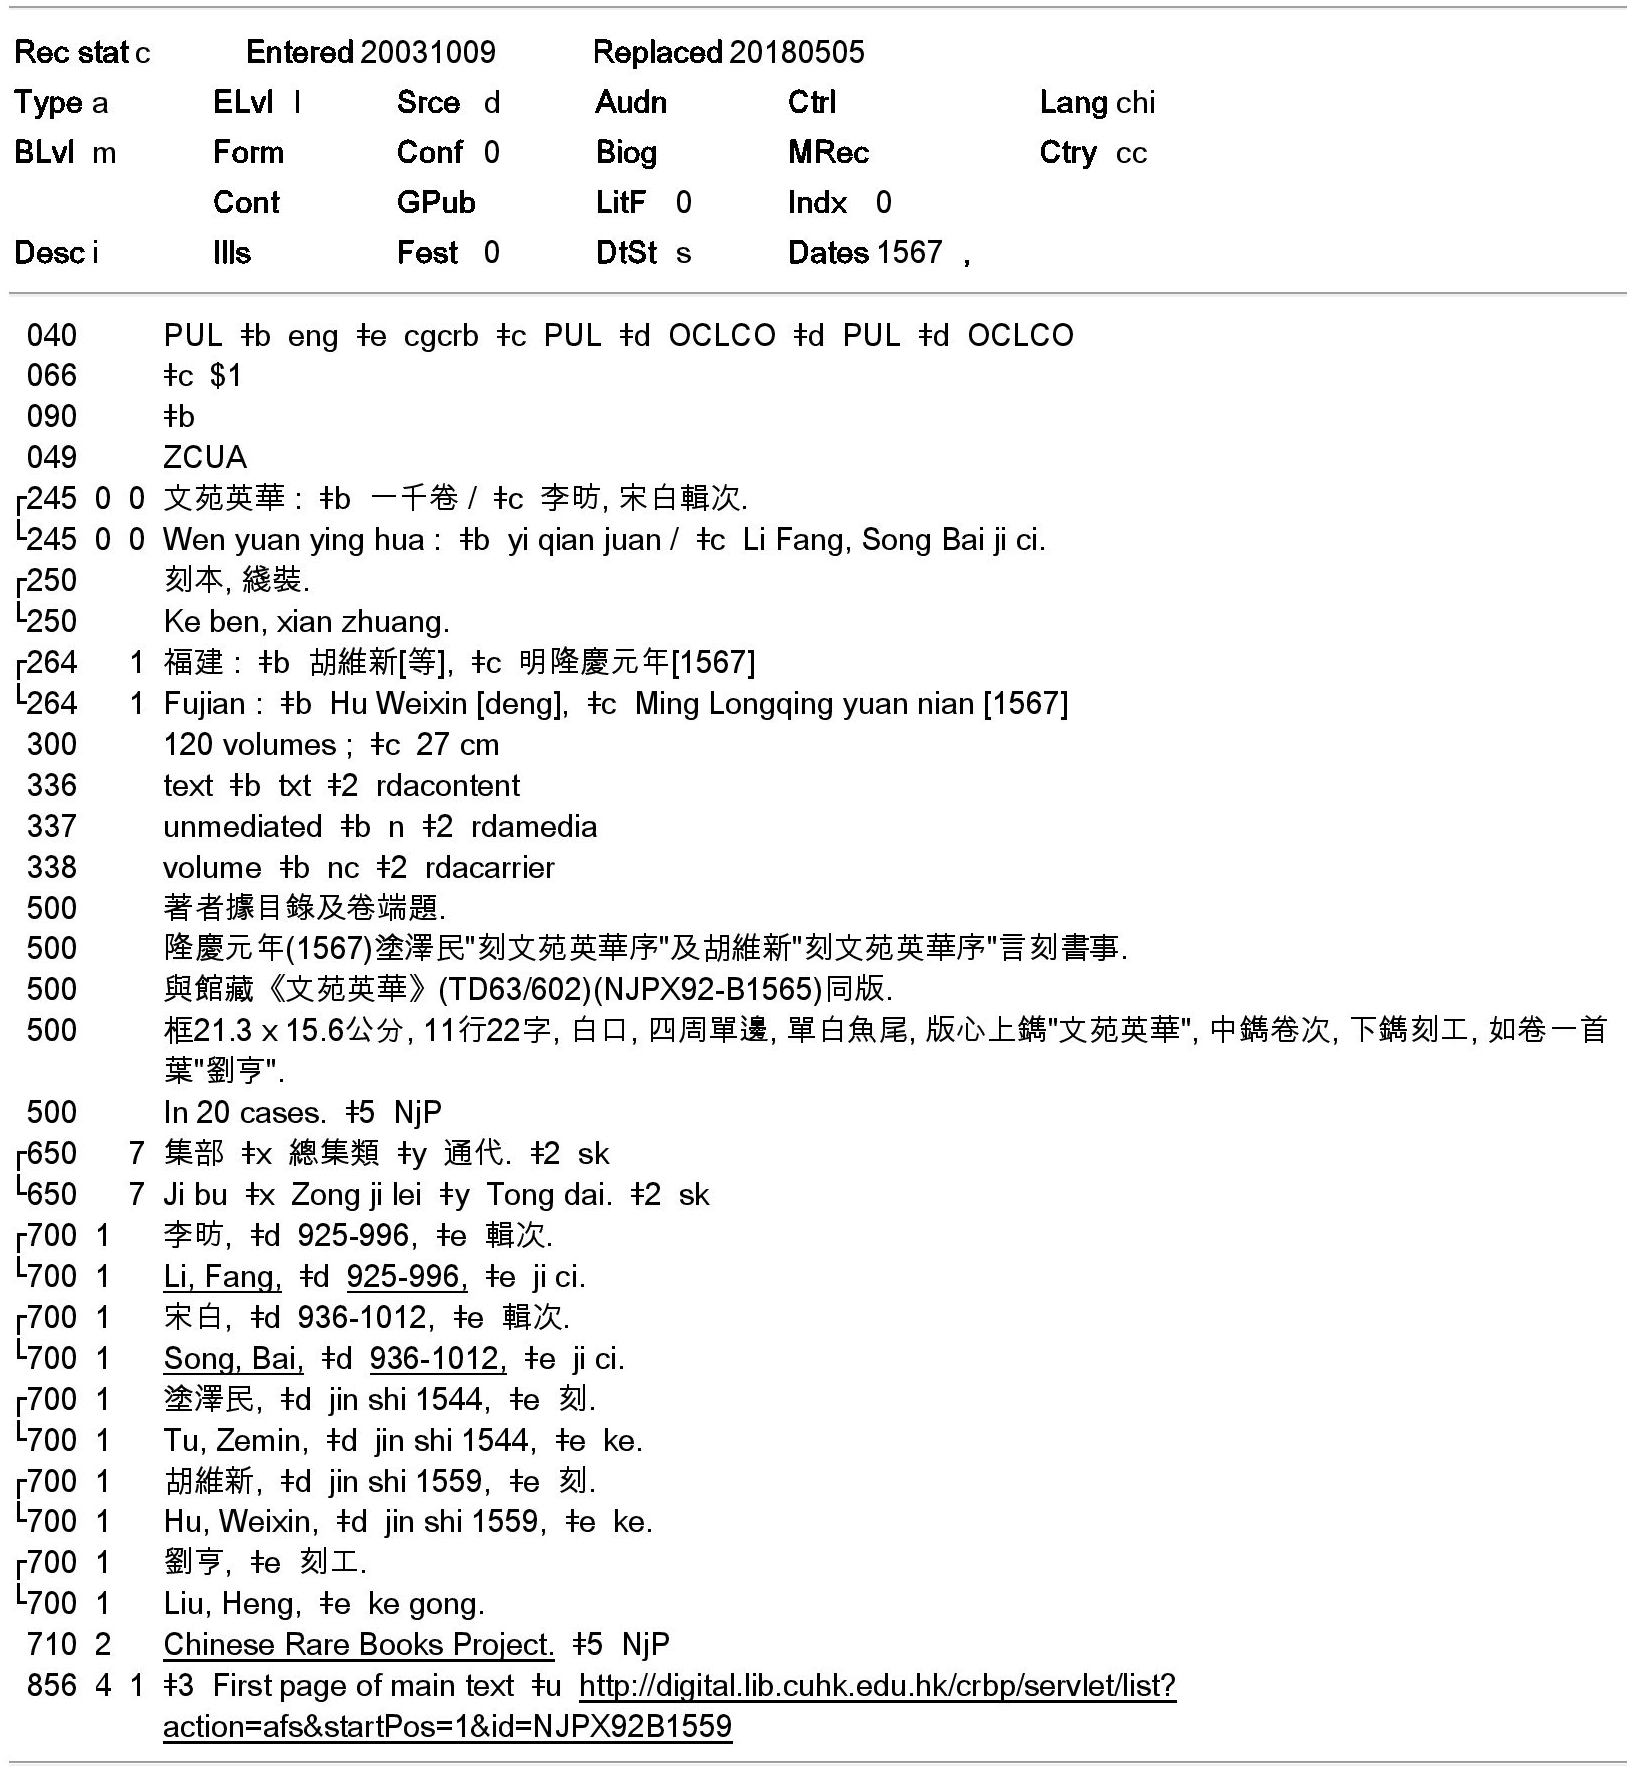 Rec stat c Entered 20031009 Replaced 20180505
Type a ELvl I Srce d Audn Ctrl Lang chi
BLvl m Form Conf 0 Biog MRec Ctry cc
Cont GPub LitF 0 Indx 0
Desc i Ills Fest 0 DtSt s Dates 1567 ,
040 PUL ǂb eng ǂe cgcrb ǂc PUL ǂd OCLCO ǂd PUL ǂd OCLCO
066 ǂc $1
090 ǂb
049 ZCUA
245 0 0 文苑英華 : ǂb 一千卷 / ǂc 李昉, 宋白輯次.
245 0 0 Wen yuan ying hua : ǂb yi qian juan / ǂc Li Fang, Song Bai ji ci.
250 刻本, 綫裝.
250 Ke ben, xian zhuang.
264 1 福建 : ǂb 胡維新[等], ǂc 明隆慶元年[1567]
264 1 Fujian : ǂb Hu Weixin [deng], ǂc Ming Longqing yuan nian [1567]
300 120 volumes ; ǂc 27 cm
336 text ǂb txt ǂ2 rdacontent
337 unmediated ǂb n ǂ2 rdamedia
338 volume ǂb nc ǂ2 rdacarrier
500 著者據目錄及卷端題.
500 隆慶元年(1567)塗澤民"刻文苑英華序"及胡維新"刻文苑英華序"言刻書事.
500 與館藏《文苑英華》(TD63/602)(NJPX92-B1565)同版.
500 框21.3 x 15.6公分, 11行22字, 白口, 四周單邊, 單白魚尾, 版心上鐫"文苑英華", 中鐫卷次, 下鐫刻工, 如卷一首
葉"劉亨".
500 In 20 cases. ǂ5 NjP
650 7 集部 ǂx 總集類 ǂy 通代. ǂ2 sk
650 7 Ji bu ǂx Zong ji lei ǂy Tong dai. ǂ2 sk
700 1 李昉, ǂd 925-996, ǂe 輯次.
700 1 Li, Fang, ǂd 925-996, ǂe ji ci.
700 1 宋白, ǂd 936-1012, ǂe 輯次.
700 1 Song, Bai, ǂd 936-1012, ǂe ji ci.
700 1 塗澤民, ǂd jin shi 1544, ǂe 刻.
700 1 Tu, Zemin, ǂd jin shi 1544, ǂe ke.
700 1 胡維新, ǂd jin shi 1559, ǂe 刻.
700 1 Hu, Weixin, ǂd jin shi 1559, ǂe ke.
700 1 劉亨, ǂe 刻工.
700 1 Liu, Heng, ǂe ke gong.
710 2 Chinese Rare Books Project. ǂ5 NjP
856 4 1 ǂ3 First page of main text ǂu http://digital.lib.cuhk.edu.hk/crbp/servlet/list?
action=afs&startPos=1&id=NJPX92B1559